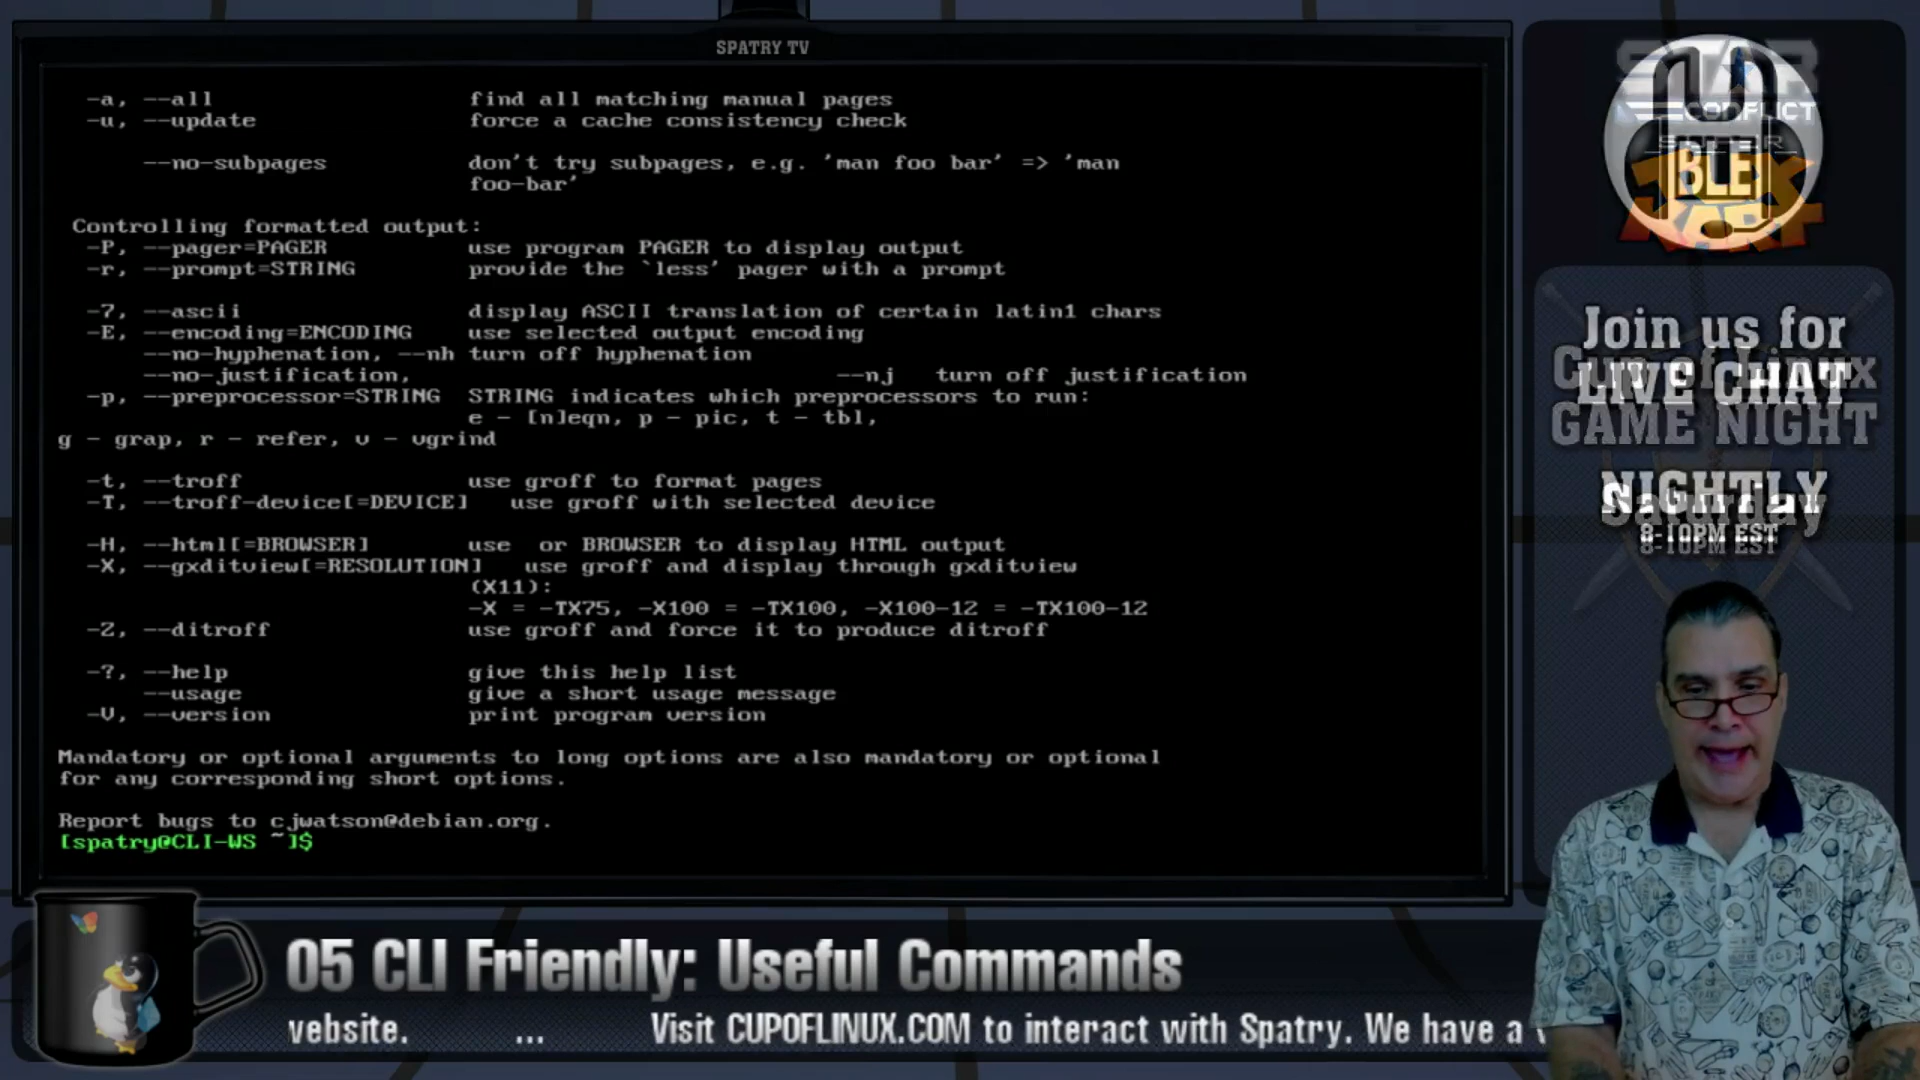 SPATRY TV
-a, --all find all matching manual pages
-u, --update force a cache consistency check
--no-subpages don't try subpages, e.g. 'man foo bar' => 'man
foo-bar'
Controlling formatted output:
-P, --pager=PAGER use program PAGER to display output
-r, --prompt=STRING provide the `less' pager with a prompt
-7, --ascii display ASCII translation of certain latin1 chars
-E, --encoding=ENCODING use selected output encoding
--no-hyphenation, --nh turn off hyphenation
--no-justification, --nj turn off justification
-p, --preprocessor=STRING STRING indicates which preprocessors to run:
e - [n]eqn, p - pic, t - tbl,
g - grap, r - refer, v - vgrind
-t, --troff use groff to format pages
-T, --troff-device[=DEVICE] use groff with selected device
-H, --html[=BROWSER] use or BROWSER to display HTML output
-X, --gxditview[=RESOLUTION] use groff and display through gxditview
(X11):
-X = -TX75, -X100 = -TX100, -X100-12 = -TX100-12
-Z, --ditroff use groff and force it to produce ditroff
-?, --help give this help list
--usage give a short usage message
-V, --version print program version
Mandatory or optional arguments to long options are also mandatory or optional
for any corresponding short options.
Report bugs to cjwatson@debian.org.
[spatry@CLI-WS ~]$
STAR
CONFLICT
BLE
KART
Join us for
Cup of Linux
LIVE CHAT
GAME NIGHT
NIGHTLY
Saturday
8-10PM EST
05 CLI Friendly: Useful Commands
website. ... Visit CUPOFLINUX.COM to interact with Spatry. We have a